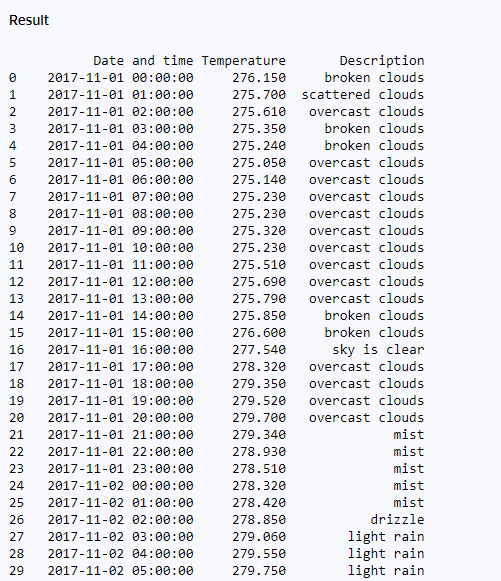 Result
Date and time Temperature Description
0 2017-11-01 00:00:00 276.150 broken clouds
1 2017-11-01 01:00:00 275.700 scattered clouds
2 2017-11-01 02:00:00 275.610 overcast clouds
3 2017-11-01 03:00:00 275.350 broken clouds
4 2017-11-01 04:00:00 275.240 broken clouds
5 2017-11-01 05:00:00 275.050 overcast clouds
6 2017-11-01 06:00:00 275.140 overcast clouds
7 2017-11-01 07:00:00 275.230 overcast clouds
8 2017-11-01 08:00:00 275.230 overcast clouds
9 2017-11-01 09:00:00 275.320 overcast clouds
10 2017-11-01 10:00:00 275.230 overcast clouds
11 2017-11-01 11:00:00 275.510 overcast clouds
12 2017-11-01 12:00:00 275.690 overcast clouds
13 2017-11-01 13:00:00 275.790 overcast clouds
14 2017-11-01 14:00:00 275.850 broken clouds
15 2017-11-01 15:00:00 276.600 broken clouds
16 2017-11-01 16:00:00 277.540 sky is clear
17 2017-11-01 17:00:00 278.320 overcast clouds
18 2017-11-01 18:00:00 279.350 overcast clouds
19 2017-11-01 19:00:00 279.520 overcast clouds
20 2017-11-01 20:00:00 279.700 overcast clouds
21 2017-11-01 21:00:00 279.340 mist
22 2017-11-01 22:00:00 278.930 mist
23 2017-11-01 23:00:00 278.510 mist
24 2017-11-02 00:00:00 278.320 mist
25 2017-11-02 01:00:00 278.420 mist
26 2017-11-02 02:00:00 278.850 drizzle
27 2017-11-02 03:00:00 279.060 light rain
28 2017-11-02 04:00:00 279.550 light rain
29 2017-11-02 05:00:00 279.750 light rain